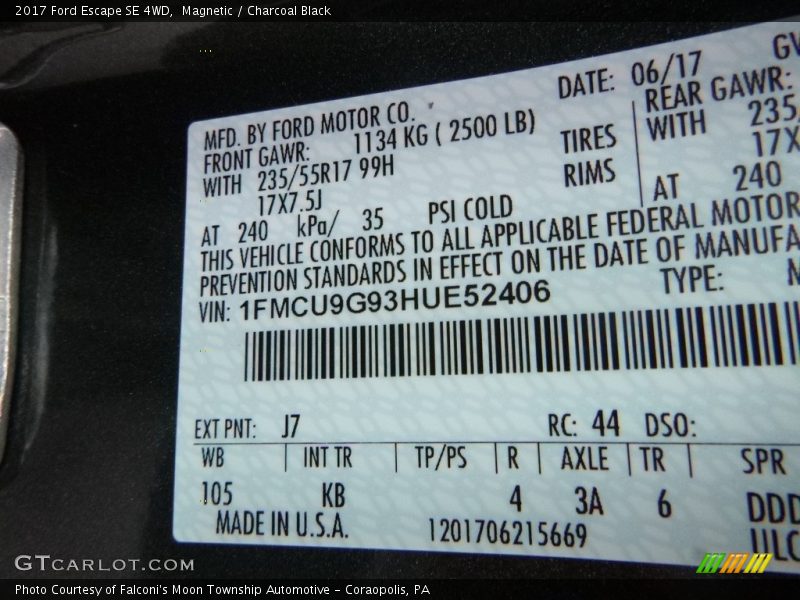 2017 Ford Escape SE 4WD,  Magnetic / Charcoal Black
MFD. BY FORD MOTOR CO.
DATE: 06/17
FRONT GAWR: 1134 KG ( 2500 LB)
REAR GAWR:
WITH 235/55R17 99H TIRES
WITH 235
17X7.5J RIMS
17X
AT 240 kPa/ 35 PSI COLD
AT 240
THIS VEHICLE CONFORMS TO ALL APPLICABLE FEDERAL MOTOR
PREVENTION STANDARDS IN EFFECT ON THE DATE OF MANUFA
VIN: 1FMCU9G93HUE52406
TYPE:
EXT PNT: J7 RC: 44 DSO:
WB INT TR TP/PS R AXLE TR SPR
105 KB 4 3A 6 DDD
MADE IN U.S.A. 1201706215669 ULC
GTCARLOT.COM
Photo Courtesy of Falconi's Moon Township Automotive - Coraopolis, PA